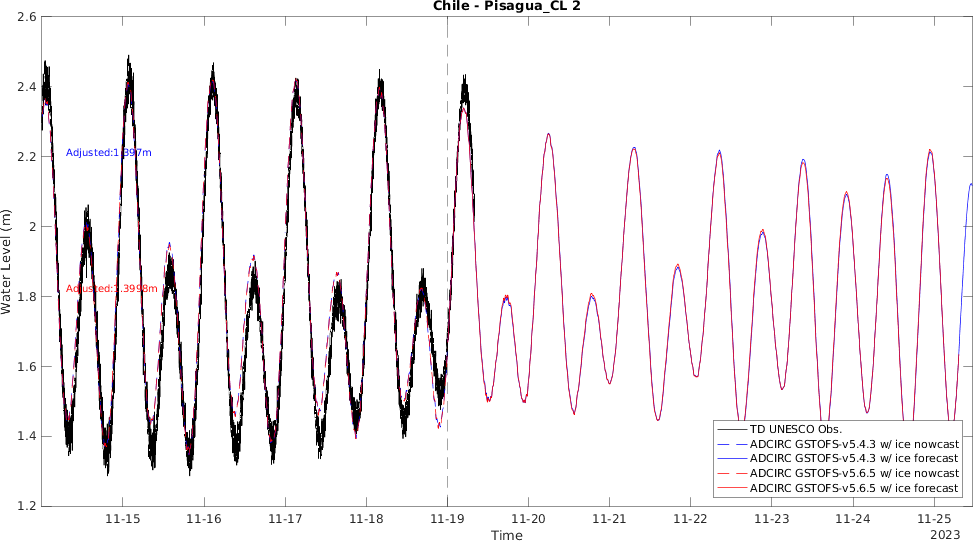 Chile - Pisagua_CL 2
2.6
2.4
2.2
2
1.8
1.6
1.4
1.2
Water Level (m)
Adjusted:1.397m
Adjusted:1.3998m
TD UNESCO Obs.
ADCIRC GSTOFS-v5.4.3 w/ ice nowcast
ADCIRC GSTOFS-v5.4.3 w/ ice forecast
ADCIRC GSTOFS-v5.6.5 w/ ice nowcast
ADCIRC GSTOFS-v5.6.5 w/ ice forecast
11-15 11-16 11-17 11-18 11-19 11-20 11-21 11-22 11-23 11-24 11-25
2023
Time